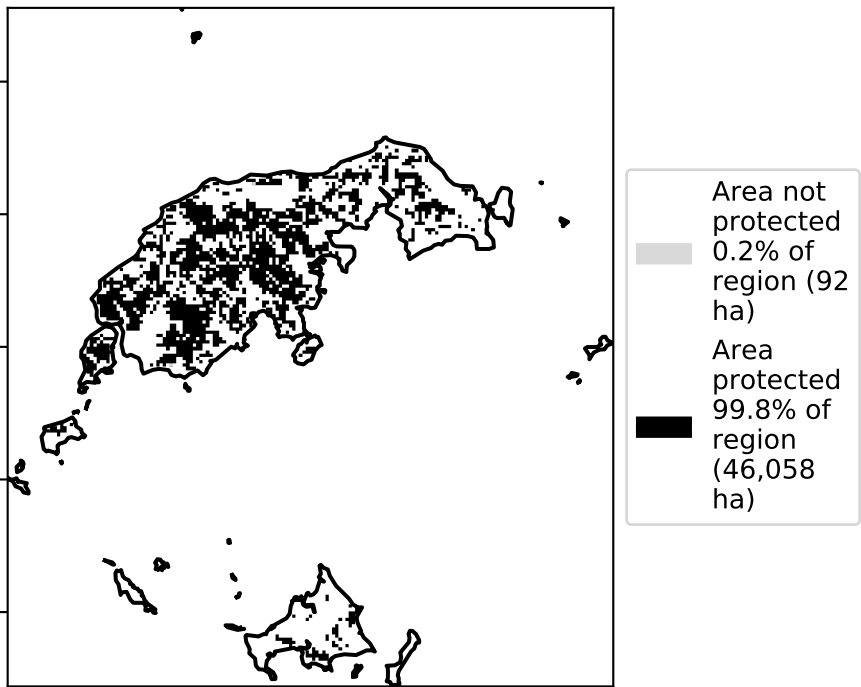 Area not
protected
0.2% of
region (92
ha)
Area
protected
99.8% of
region
(46,058
ha)